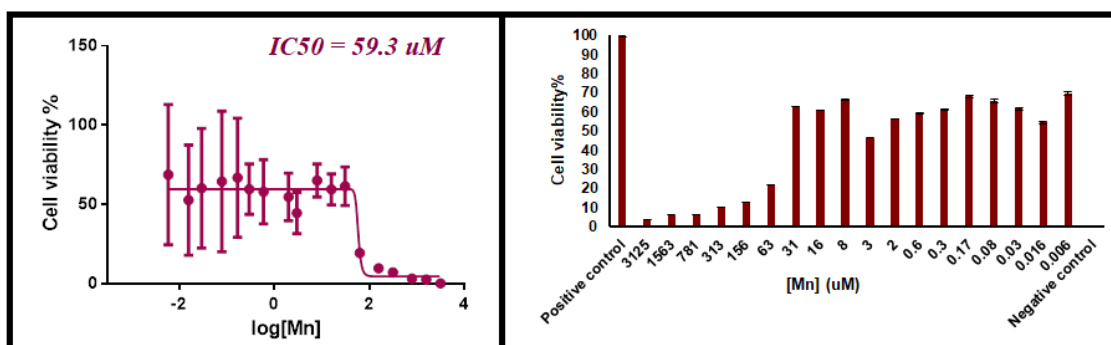 IC50 = 59.3 uM
150
100
50
0
Cell viability %
-2 0 2 4
log[Mn]
100
90
80
70
60
50
40
30
20
10
0
Cell viability%
Positive control 3125 1563 781 313 156 63 31 16 8 3 2 0.6 0.3 0.17 0.08 0.03 0.016 0.006 Negative control
[Mn] (uM)